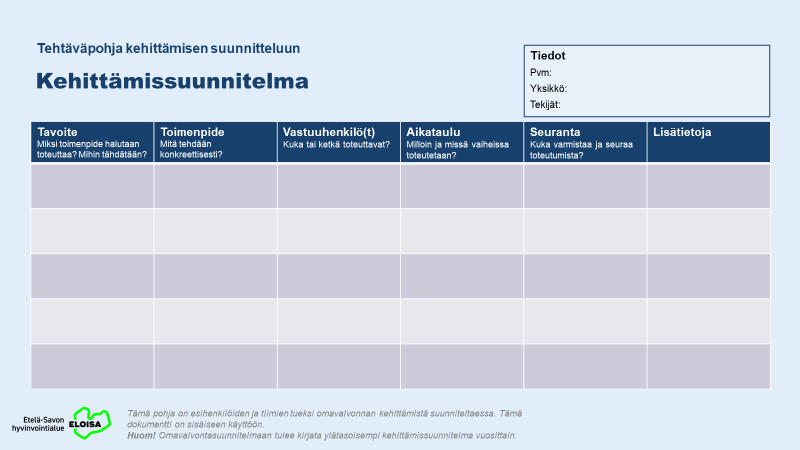 Tehtäväpohja kehittämisen suunnitteluun
Kehittämissuunnitelma
Tiedot
Pvm:
Yksikkö:
Tekijät:
Tavoite
Miksi toimenpide halutaan
toteuttaa? Mihin tähdätään?
Toimenpide
Mitä tehdään
konkreettisesti?
Vastuuhenkilö(t)
Kuka tai ketkä toteuttavat?
Aikataulu
Milloin ja missä vaiheissa
toteutetaan?
Seuranta
Kuka varmistaa ja seuraa
toteutumista?
Lisätietoja
Etelä-Savon
hyvinvointialue
ELOISA
Tämä pohja on esihenkilöiden ja tiimien tueksi omavalvonnan kehittämistä suunniteltaessa. Tämä
dokumentti on sisäiseen käyttöön.
Huom! Omavalvontasuunnitelmaan tulee kirjata ylätasoisempi kehittämissuunnitelma vuosittain.